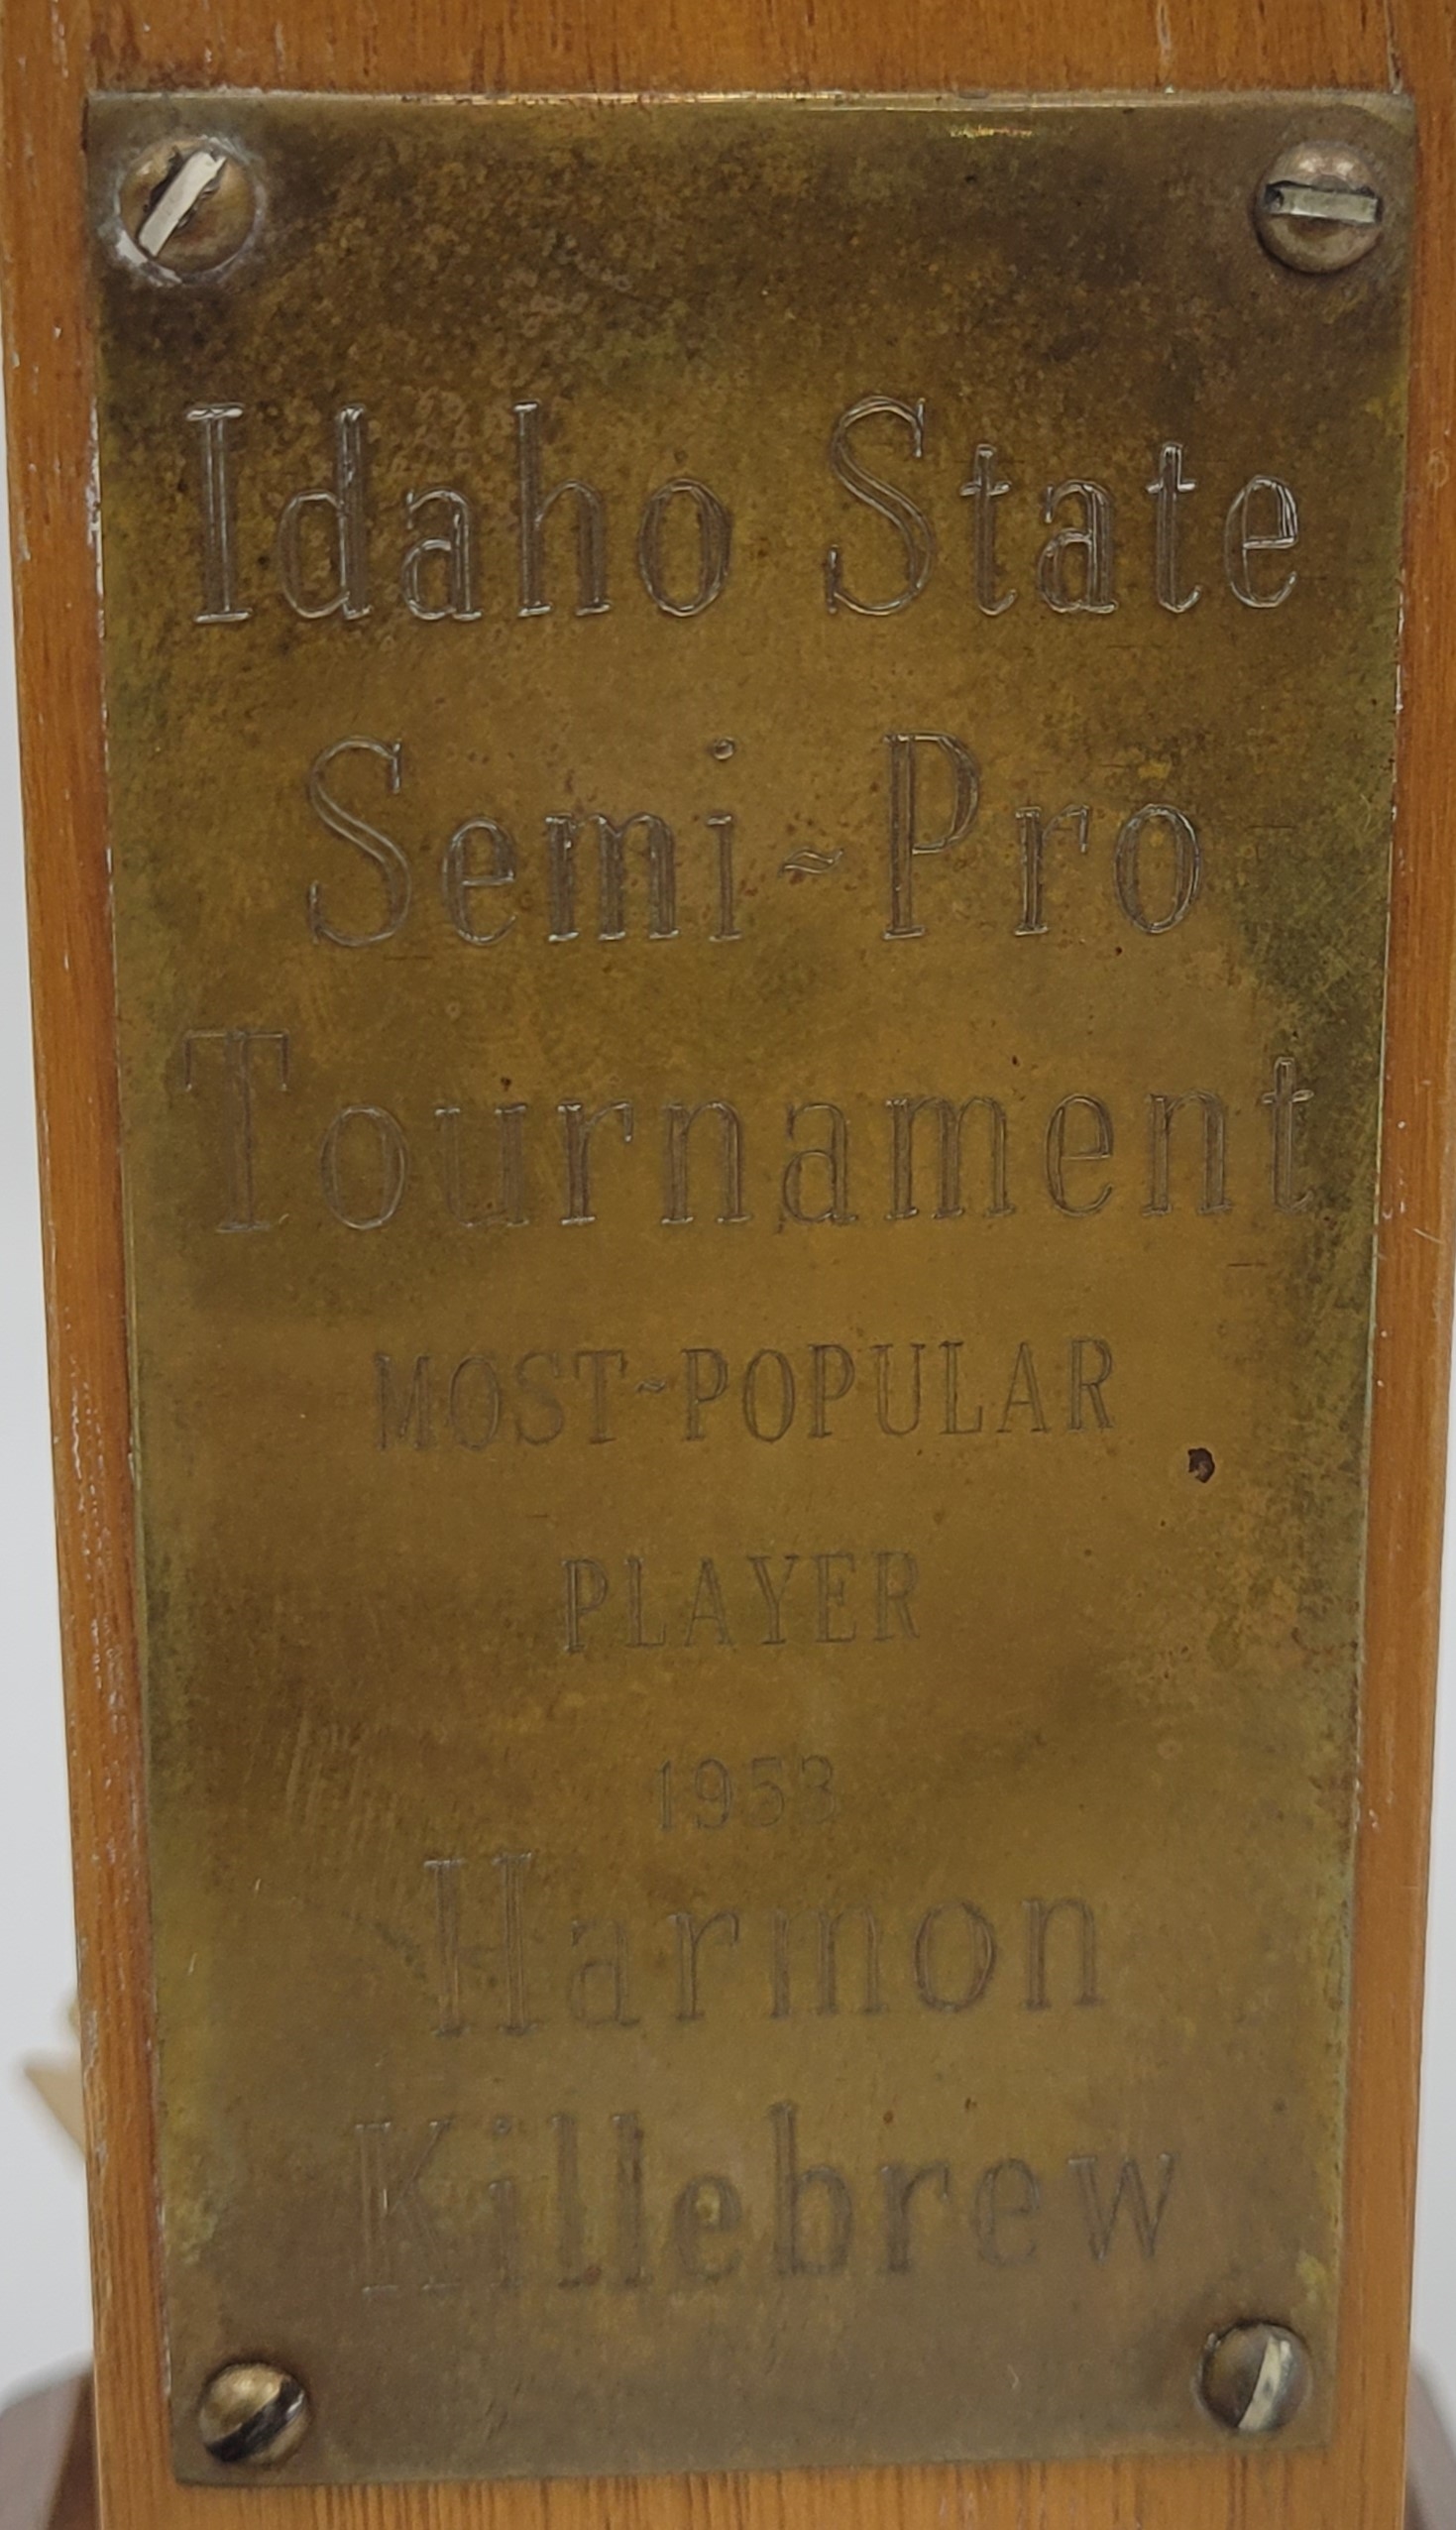 Idaho State
Semi~Pro
Tournament
MOST~POPULAR
PLAYER
1953
Harmon
Killebrew